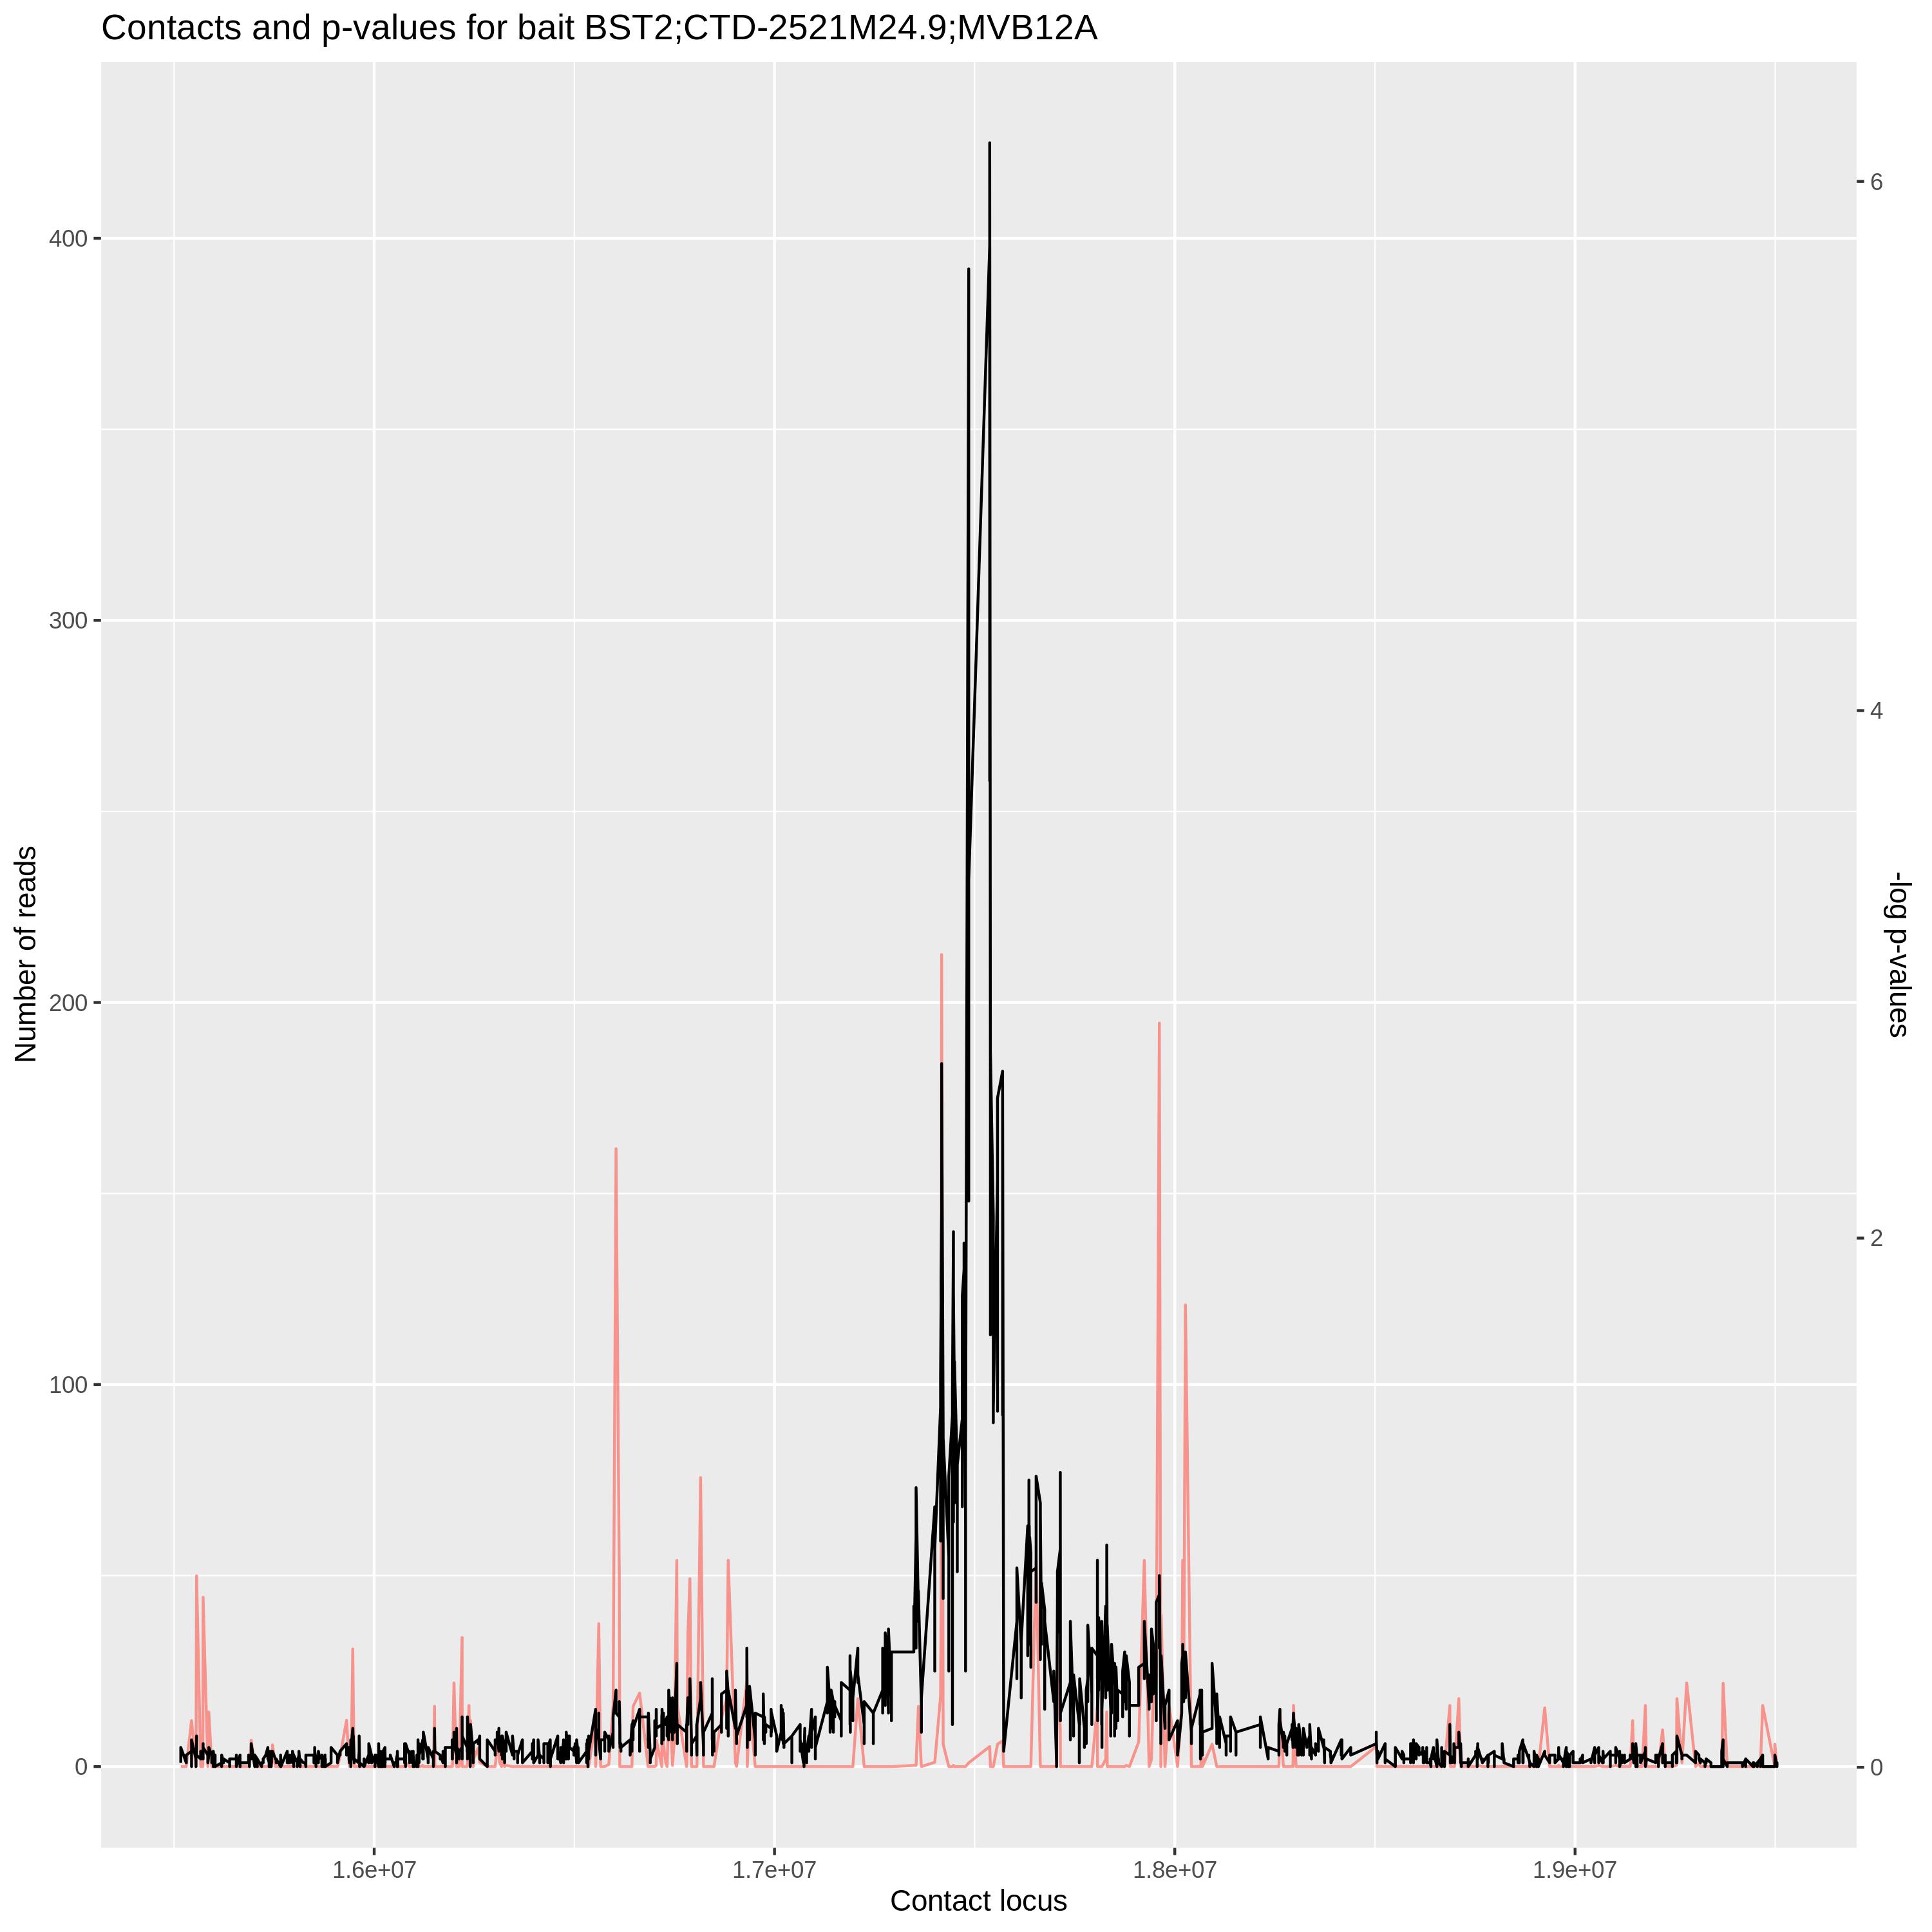 Contacts and p-values for bait BST2;CTD-2521M24.9;MVB12A
400
300
200
100
0
Number of reads
6
4
2
0
-log p-values
1.6e+07
1.7e+07
1.8e+07
1.9e+07
Contact locus